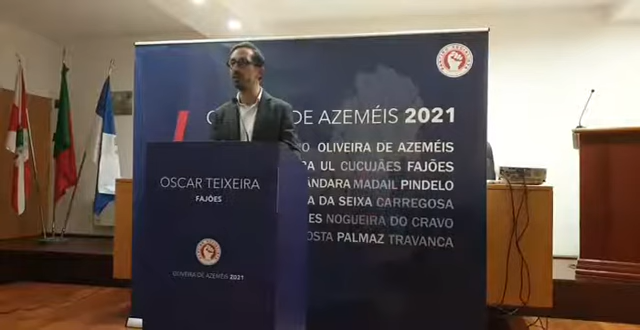 DE AZEMÉIS 2021
OLIVEIRA DE AZEMÉIS
UL CUCUJÃES FAJÕES
MADAIL PINDELO
DA SEIXA CARREGOSA
NOGUEIRA DO CRAVO
PALMAZ TRAVANCA
OSCAR TEIXEIRA
FAJÕES
OLIVEIRA DE AZEMÉIS 2021